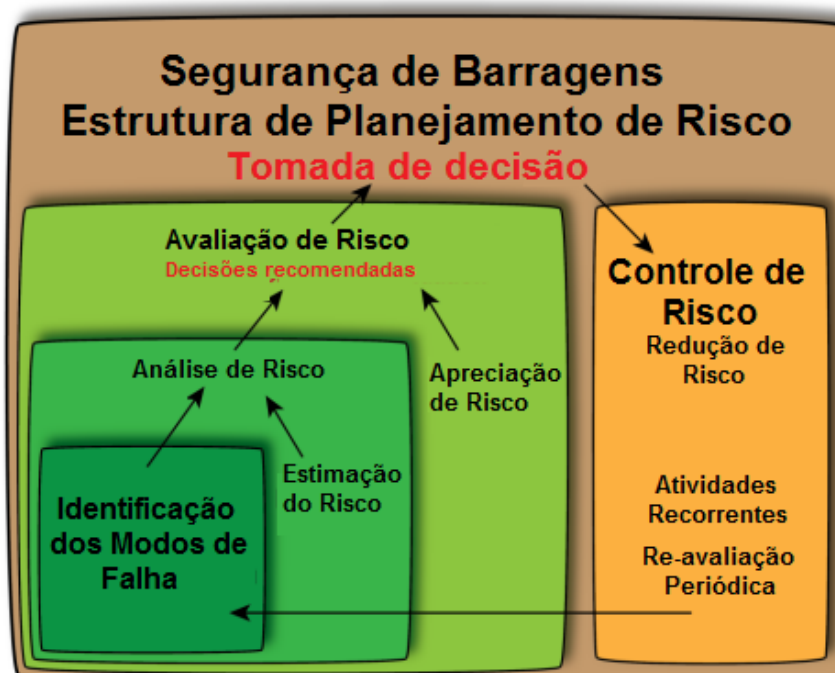 Segurança de Barragens
Estrutura de Planejamento de Risco
Tomada de decisão
Avaliação de Risco
Decisões recomendadas
Análise de Risco
Apreciação
de Risco
Estimação
do Risco
Identificação
dos Modos de
Falha
Controle de
Risco
Redução de
Risco
Atividades
Recorrentes
Re-avaliação
Periódica